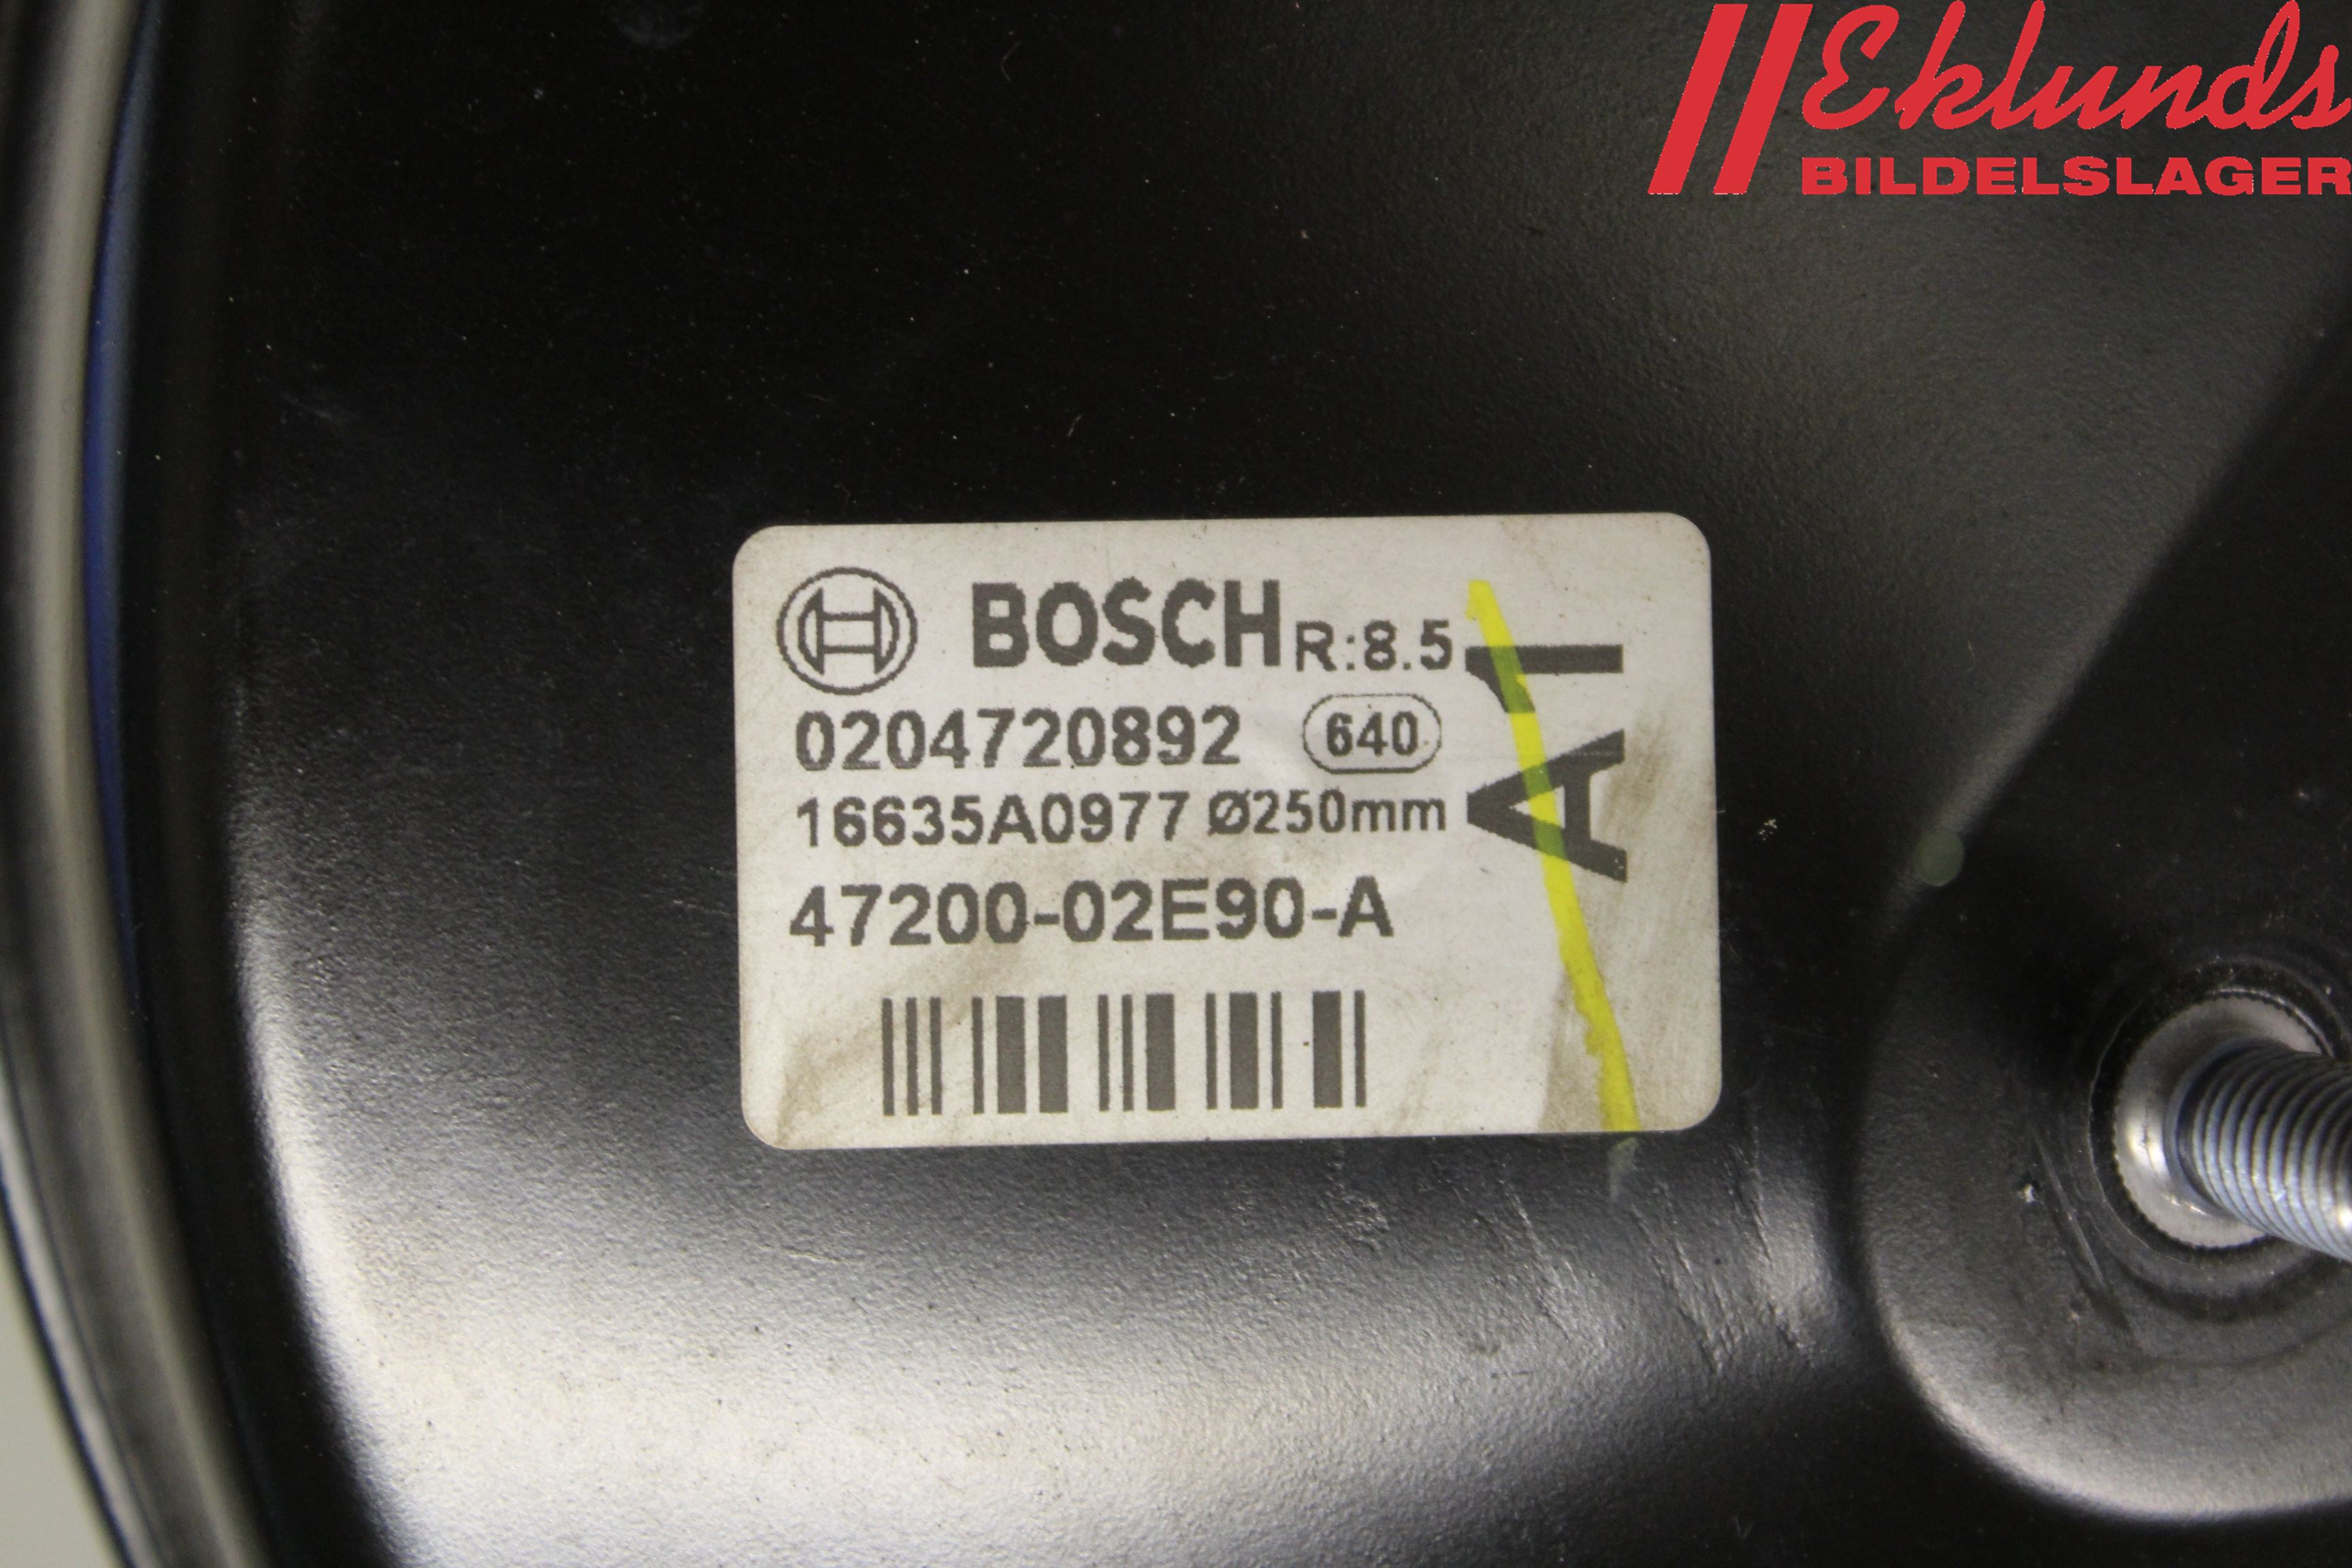 Eklunds
BILDELSLAGER
BOSCH R:8.5
0204720892 640
16635A0977 Ø250mm
47200-02E90-A
A1